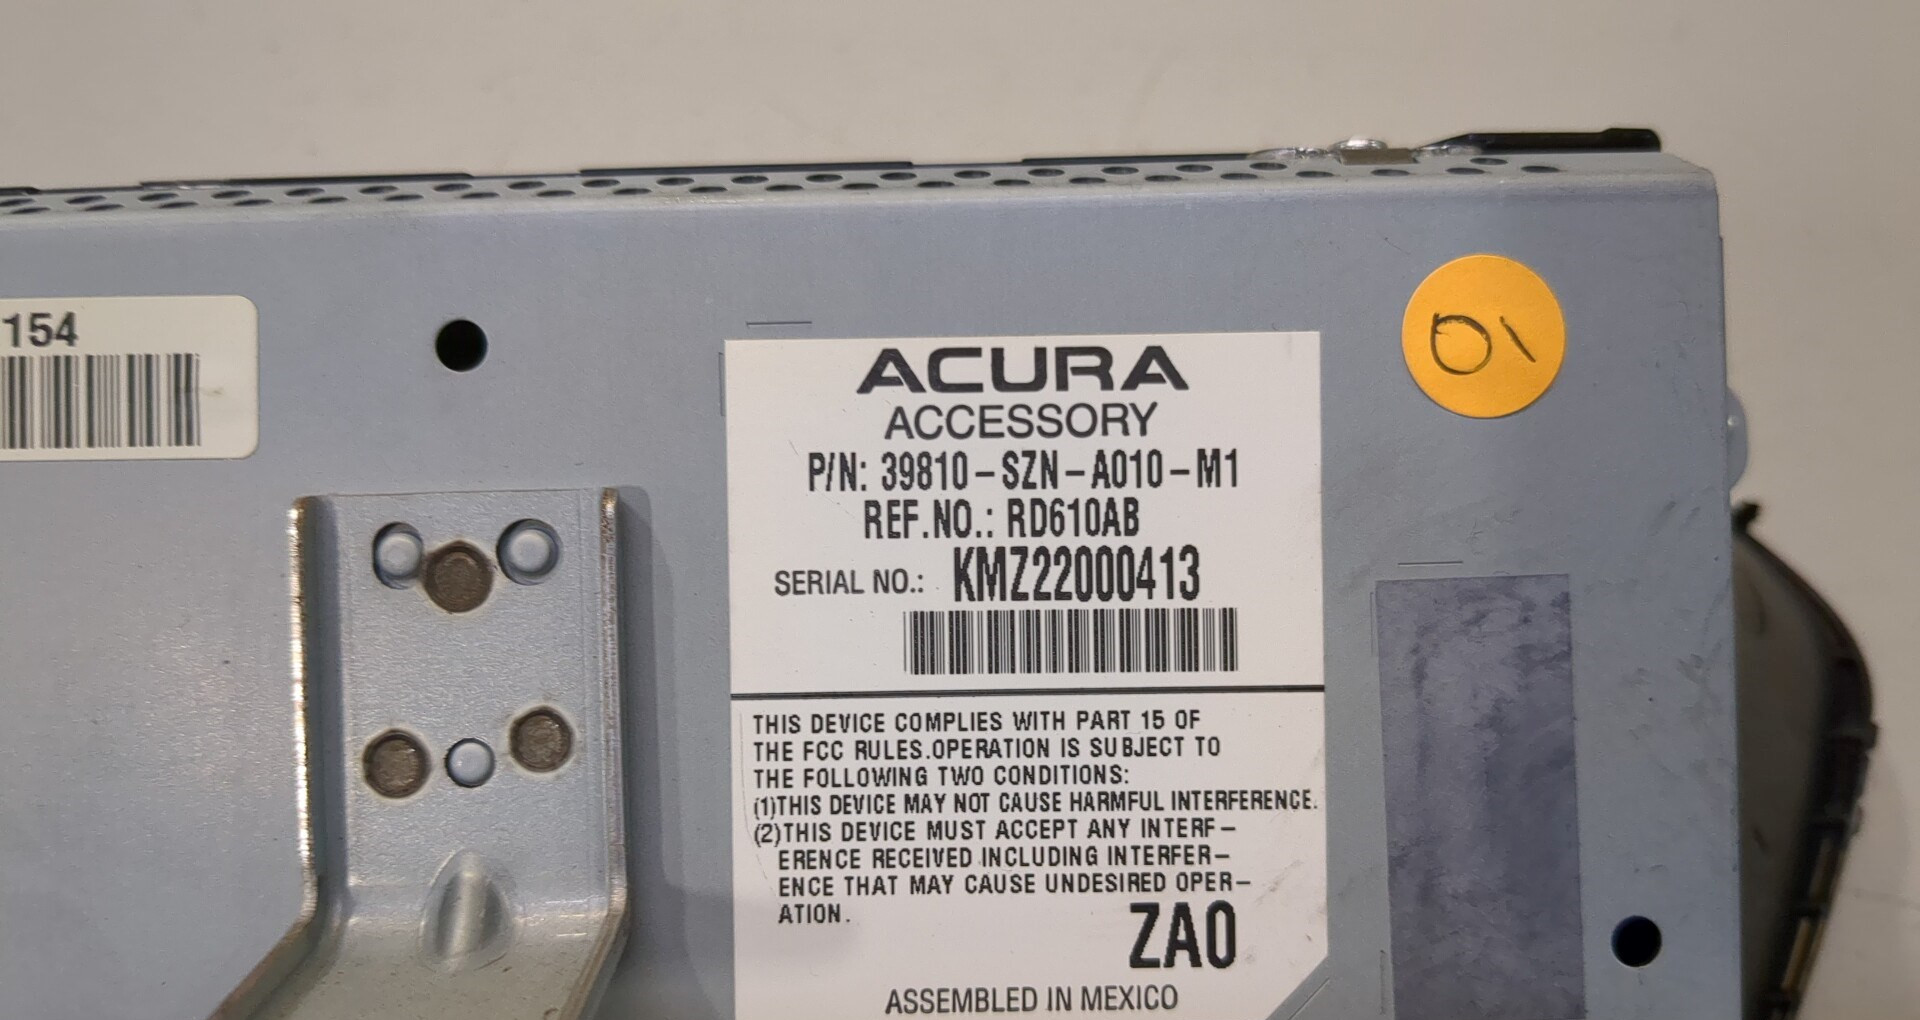 154
ACURA
ACCESSORY
P/N: 39810-SZN-A010-M1
REF.NO.: RD610AB
SERIAL NO.: KMZ22000413
THIS DEVICE COMPLIES WITH PART 15 OF
THE FCC RULES.OPERATION IS SUBJECT TO
THE FOLLOWING TWO CONDITIONS:
(1)THIS DEVICE MAY NOT CAUSE HARMFUL INTERFERENCE.
(2)THIS DEVICE MUST ACCEPT ANY INTERF-
ERENCE RECEIVED INCLUDING INTERFER-
ENCE THAT MAY CAUSE UNDESIRED OPER-
ATION.
ZA0
ASSEMBLED IN MEXICO